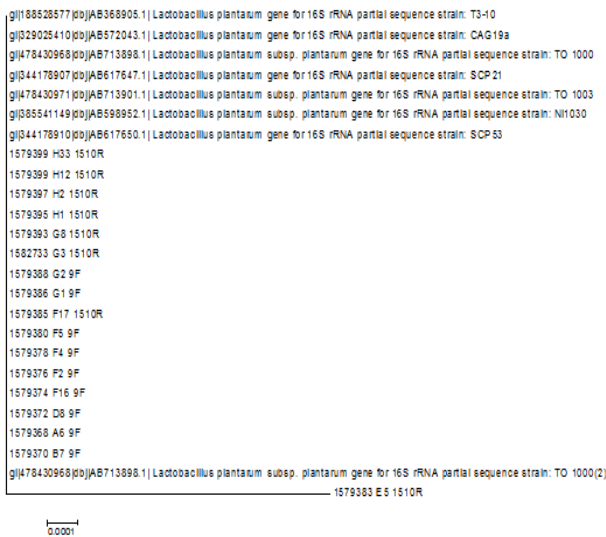 gi|188528577|dbj|AB368905.1| Lactobacillus plantarum gene for 16S rRNA partial sequence strain: T3-10
gi|329025410|dbj|AB572043.1| Lactobacillus plantarum gene for 16S rRNA partial sequence strain: CAG19a
gi|478430968|dbj|AB713898.1| Lactobacillus plantarum subsp. plantarum gene for 16S rRNA partial sequence strain: TO 1000
gi|344178907|dbj|AB617647.1| Lactobacillus plantarum gene for 16S rRNA partial sequence strain: SCP21
gi|478430971|dbj|AB713901.1| Lactobacillus plantarum subsp. plantarum gene for 16S rRNA partial sequence strain: TO 1003
gi|385541149|dbj|AB598952.1| Lactobacillus plantarum subsp. plantarum gene for 16S rRNA partial sequence strain: NI1030
gi|344178910|dbj|AB617650.1| Lactobacillus plantarum gene for 16S rRNA partial sequence strain: SCP53
1579399 H33 1510R
1579399 H12 1510R
1579397 H2 1510R
1579395 H1 1510R
1579393 G8 1510R
1582733 G3 1510R
1579388 G2 9F
1579386 G1 9F
1579385 F17 1510R
1579380 F5 9F
1579378 F4 9F
1579376 F2 9F
1579374 F16 9F
1579372 D8 9F
1579368 A6 9F
1579370 B7 9F
gi|478430968|dbj|AB713898.1| Lactobacillus plantarum subsp. plantarum gene for 16S rRNA partial sequence strain: TO 1000(2)
1579383 E5 1510R
0.0001